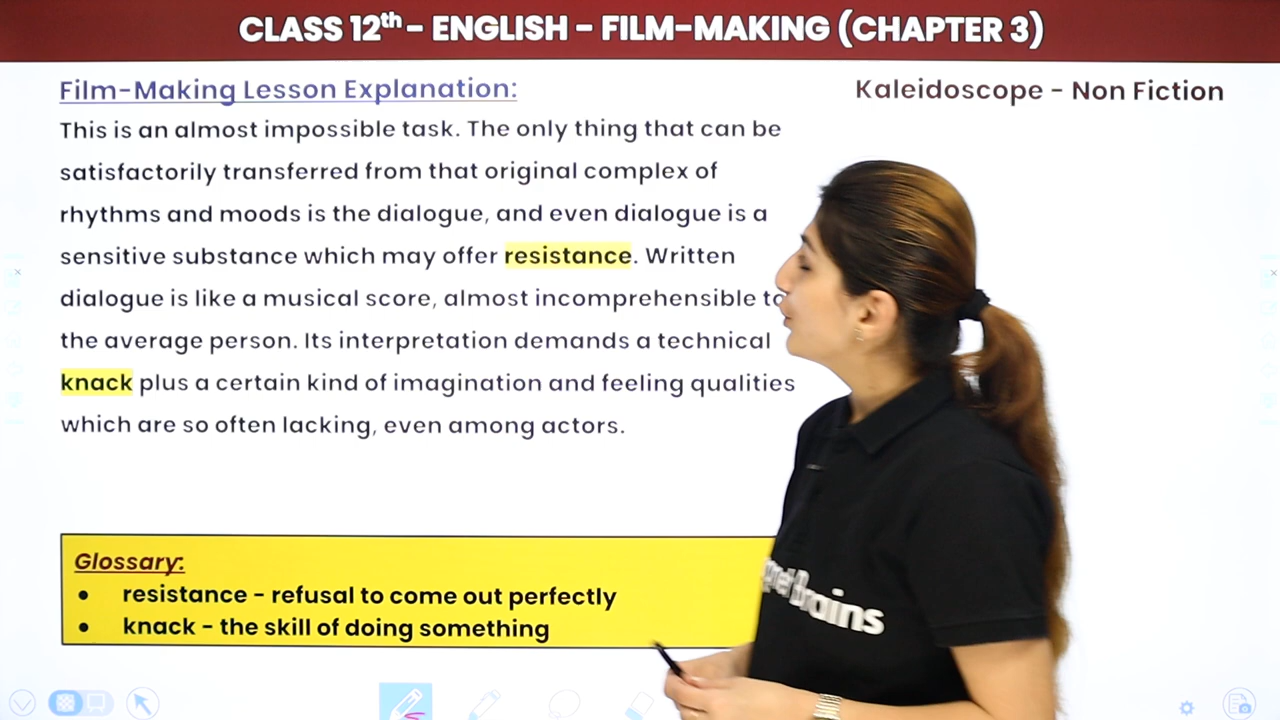 CLASS 12th - ENGLISH - FILM-MAKING (CHAPTER 3)
Film-Making Lesson Explanation:
Kaleidoscope - Non Fiction
This is an almost impossible task. The only thing that can be
satisfactorily transferred from that original complex of
rhythms and moods is the dialogue, and even dialogue is a
sensitive substance which may offer resistance. Written
dialogue is like a musical score, almost incomprehensible to
the average person. Its interpretation demands a technical
knack plus a certain kind of imagination and feeling qualities
which are so often lacking, even among actors.
Glossary:
● resistance - refusal to come out perfectly
● knack - the skill of doing something
Brains